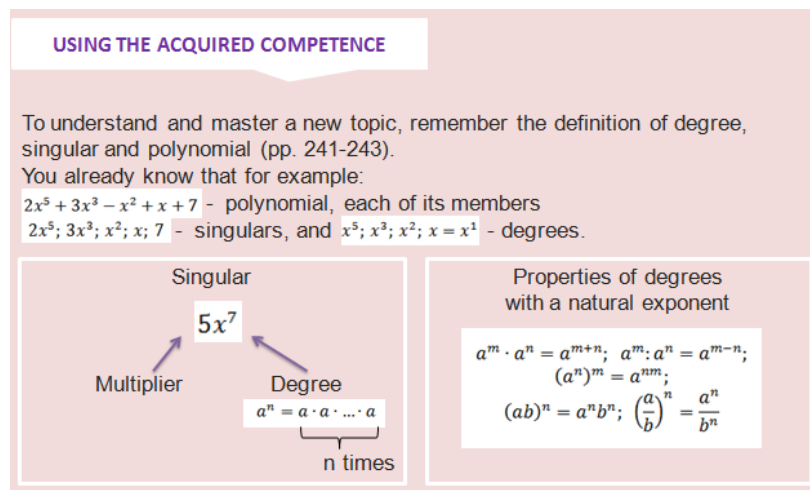 USING THE ACQUIRED COMPETENCE
To understand and master a new topic, remember the definition of degree,
singular and polynomial (pp. 241-243).
You already know that for example:
2x⁵ + 3x³ − x² + x + 7 - polynomial, each of its members
2x⁵; 3x³; x²; x; 7 - singulars, and x⁵; x³; x²; x = x¹ - degrees.
Singular
5x⁷
Multiplier
Degree
aⁿ = a · a · ... · a
n times
Properties of degrees
with a natural exponent
aᵐ · aⁿ = aᵐ⁺ⁿ; aᵐ: aⁿ = aᵐ⁻ⁿ;
(aⁿ)ᵐ = aⁿᵐ;
(ab)ⁿ = aⁿbⁿ; (a/b)ⁿ = aⁿ/bⁿ